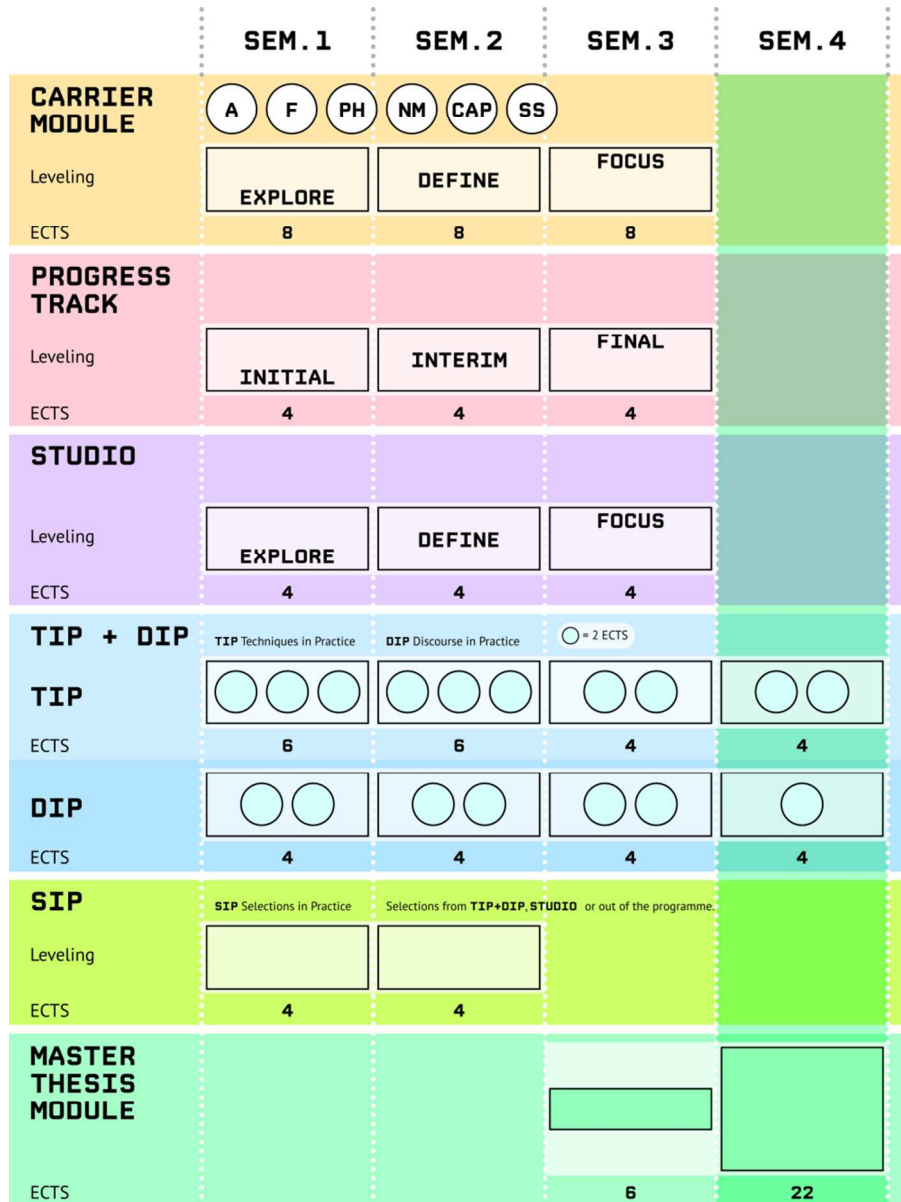 SEM.1 SEM.2 SEM.3 SEM.4
CARRIER
MODULE
A F PH NM CAP SS
Leveling
EXPLORE DEFINE FOCUS
ECTS 8 8 8
PROGRESS
TRACK
Leveling
INITIAL INTERIM FINAL
ECTS 4 4 4
STUDIO
Leveling
EXPLORE DEFINE FOCUS
ECTS 4 4 4
TIP + DIP TIP Techniques in Practice DIP Discourse in Practice = 2 ECTS
TIP
ECTS 6 6 4 4
DIP
ECTS 4 4 4 4
SIP SIP Selections in Practice Selections from TIP+DIP, STUDIO or out of the programme.
Leveling
ECTS 4 4
MASTER
THESIS
MODULE
ECTS 6 22